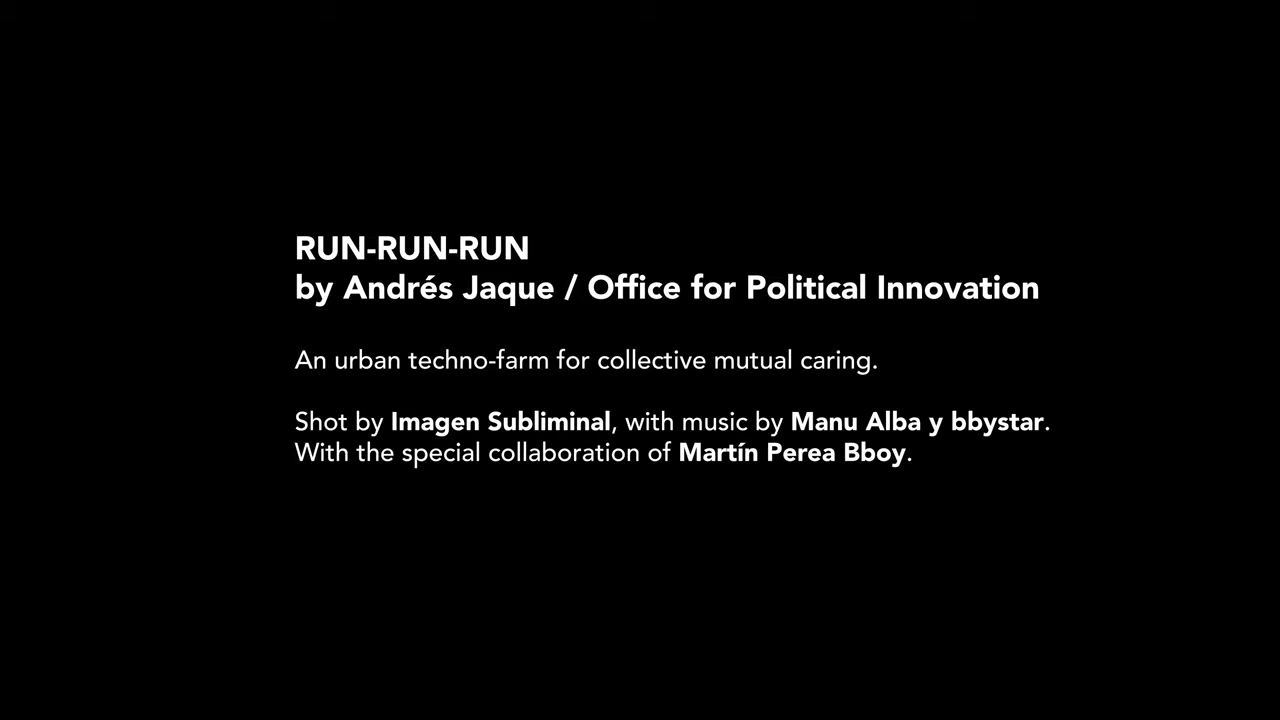 RUN-RUN-RUN
by Andrés Jaque / Office for Political Innovation
An urban techno-farm for collective mutual caring.
Shot by Imagen Subliminal, with music by Manu Alba y bbystar.
With the special collaboration of Martín Perea Bboy.